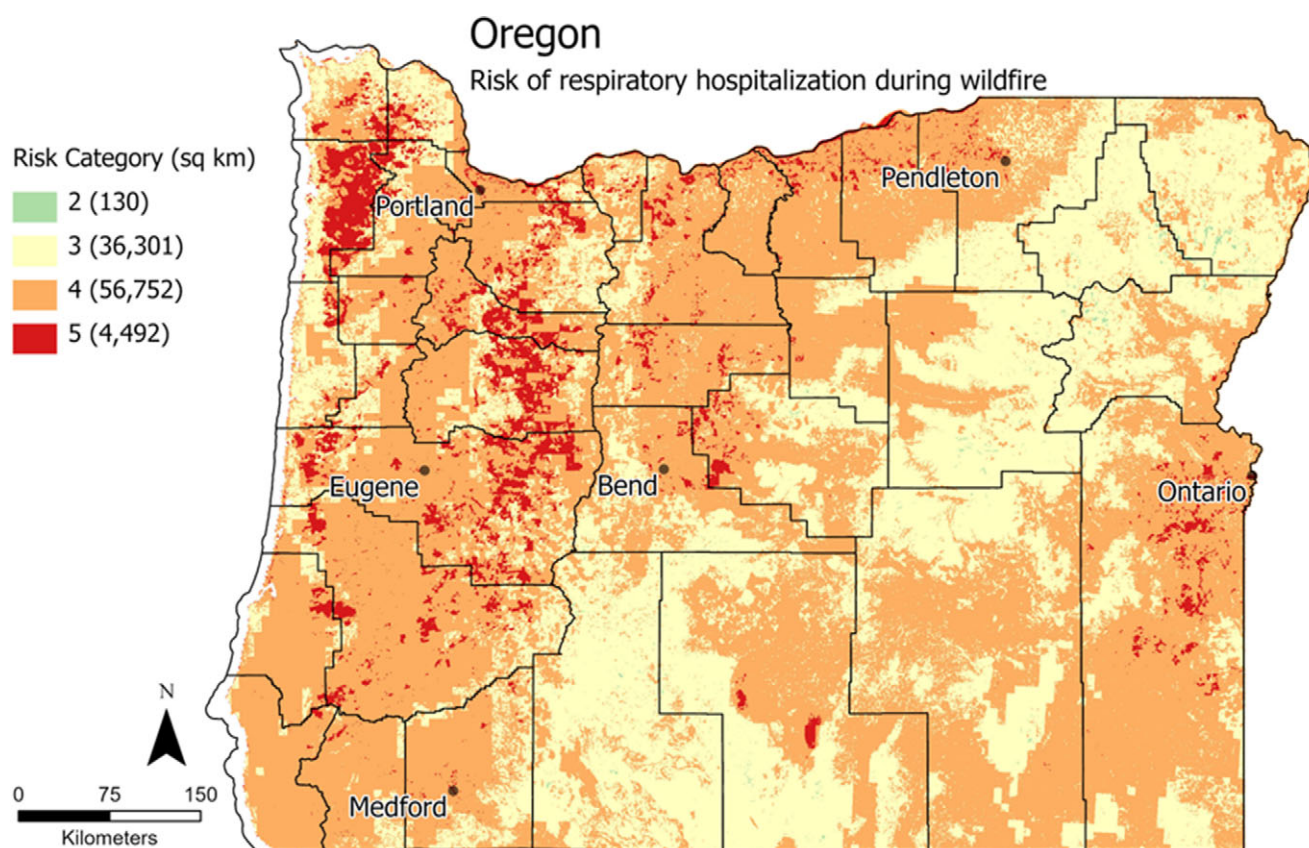 Oregon
Risk of respiratory hospitalization during wildfire
Risk Category (sq km)
2 (130)
3 (36,301)
4 (56,752)
5 (4,492)
Portland
Pendleton
Eugene
Bend
Ontario
Medford
N
0 75 150
Kilometers